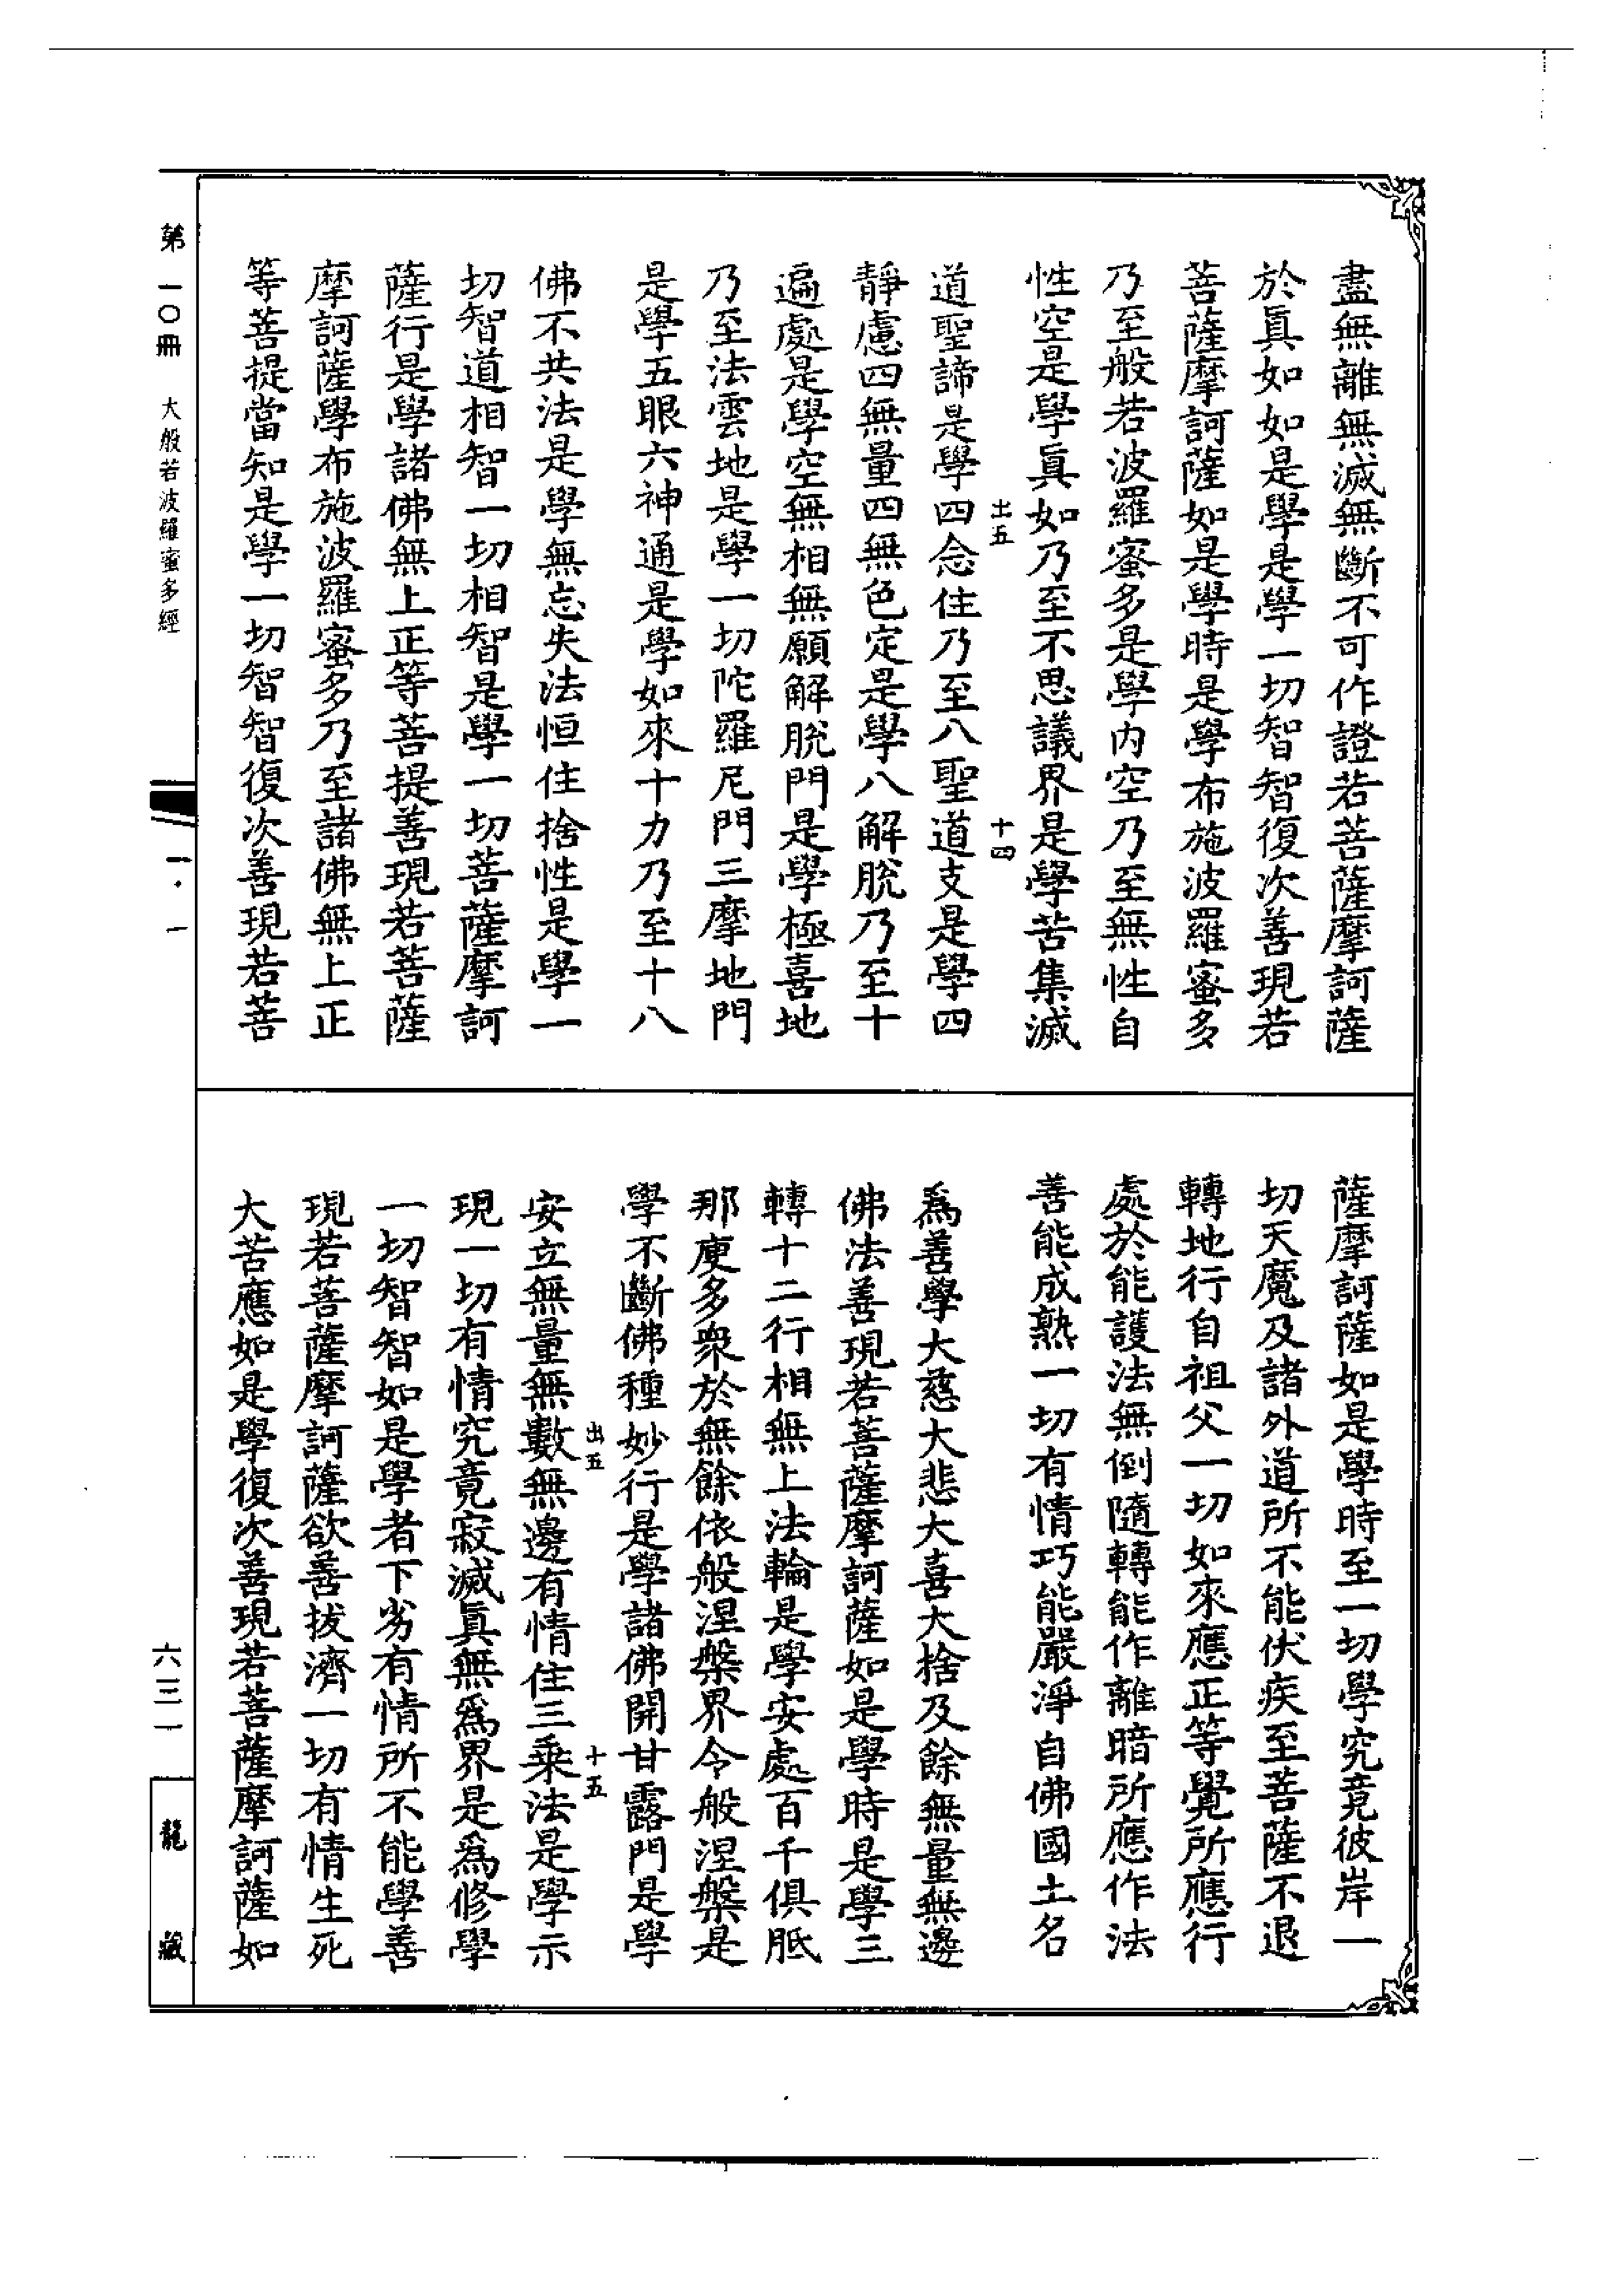 盡無離無滅無斷不可作證若菩薩摩訶薩
於眞如如是學是學一切智智復次善現若
菩薩摩訶薩如是學時是學布施波羅蜜多
乃至般若波羅蜜多是學內空乃至無性自
性空是學眞如乃至不思議界是學苦集滅
出五
十四
道聖諦是學四念住乃至八聖道支是學四
靜慮四無量四無色定是學八解脫乃至十
遍處是學空無相無願解脫門是學極喜地
乃至法雲地是學一切陀羅尼門三摩地門
是學五眼六神通是學如來十力乃至十八
佛不共法是學無忘失法恒住捨性是學一
切智道相智一切相智是學一切菩薩摩訶
薩行是學諸佛無上正等菩提善現若菩薩
摩訶薩學布施波羅蜜多乃至諸佛無上正
等菩提當知是學一切智智復次善現若菩
薩摩訶薩如是學時至一切學究竟彼岸一
切天魔及諸外道所不能伏疾至菩薩不退
轉地行自祖父一切如來應正等覺所應行
處於能護法無倒隨轉能作離暗所應作法
善能成熟一切有情巧能嚴淨自佛國土名
爲善學大慈大悲大喜大捨及餘無量無邊
佛法善現若菩薩摩訶薩如是學時是學三
轉十二行相無上法輪是學安處百千俱胝
那庾多眾於無餘依般涅槃界令般涅槃是
學不斷佛種妙行是學諸佛開甘露門是學
出五
十五
安立無量無數無邊有情住三乘法是學示
現一切有情究竟寂滅眞無爲界是爲修學
一切智智如是學者下劣有情所不能學善
現若菩薩摩訶薩欲善拔濟一切有情生死
大苦應如是學復次善現若菩薩摩訶薩如
第一〇冊 大般若波羅蜜多經
一·一
六三一
龍藏